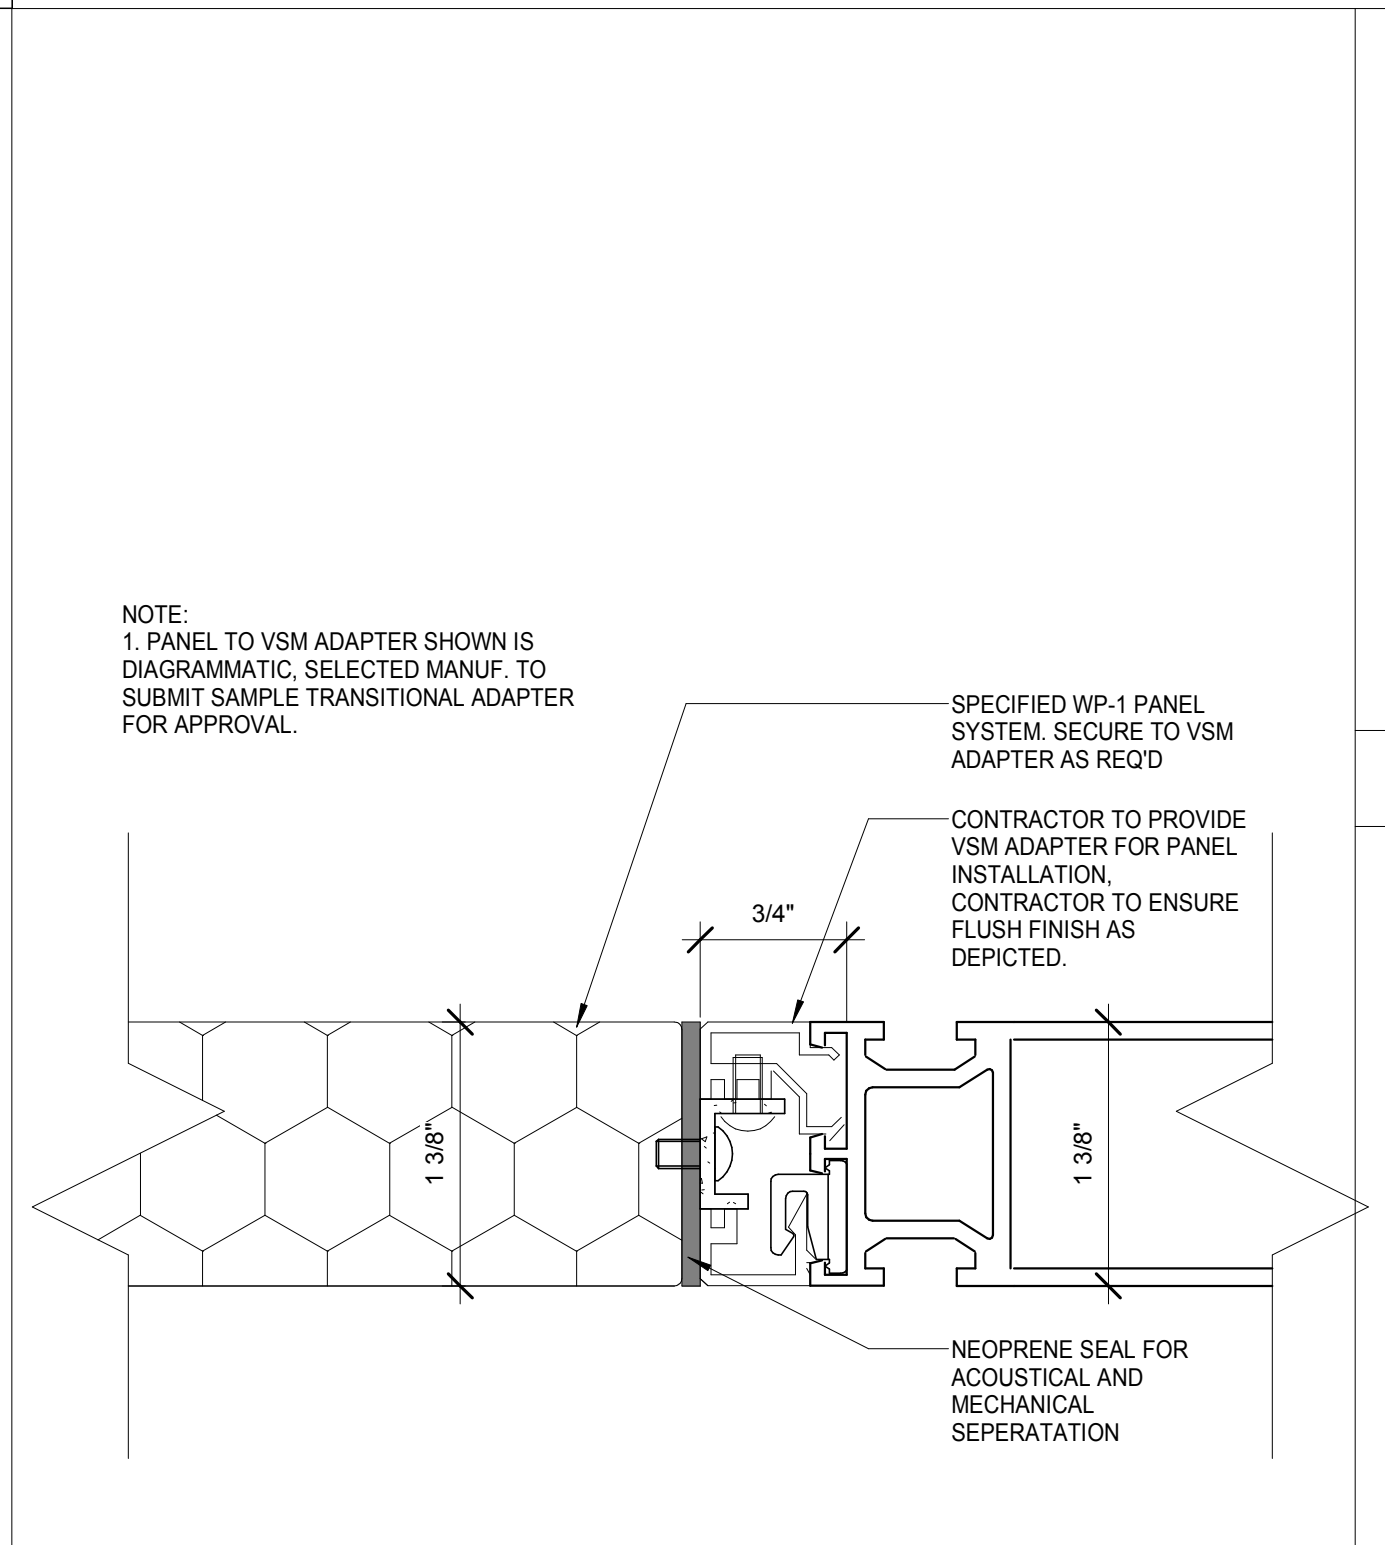 NOTE:
1. PANEL TO VSM ADAPTER SHOWN IS
DIAGRAMMATIC, SELECTED MANUF. TO
SUBMIT SAMPLE TRANSITIONAL ADAPTER
FOR APPROVAL.
SPECIFIED WP-1 PANEL
SYSTEM. SECURE TO VSM
ADAPTER AS REQ'D
CONTRACTOR TO PROVIDE
VSM ADAPTER FOR PANEL
INSTALLATION,
CONTRACTOR TO ENSURE
FLUSH FINISH AS
DEPICTED.
3/4"
1 3/8"
1 3/8"
NEOPRENE SEAL FOR
ACOUSTICAL AND
MECHANICAL
SEPERATATION